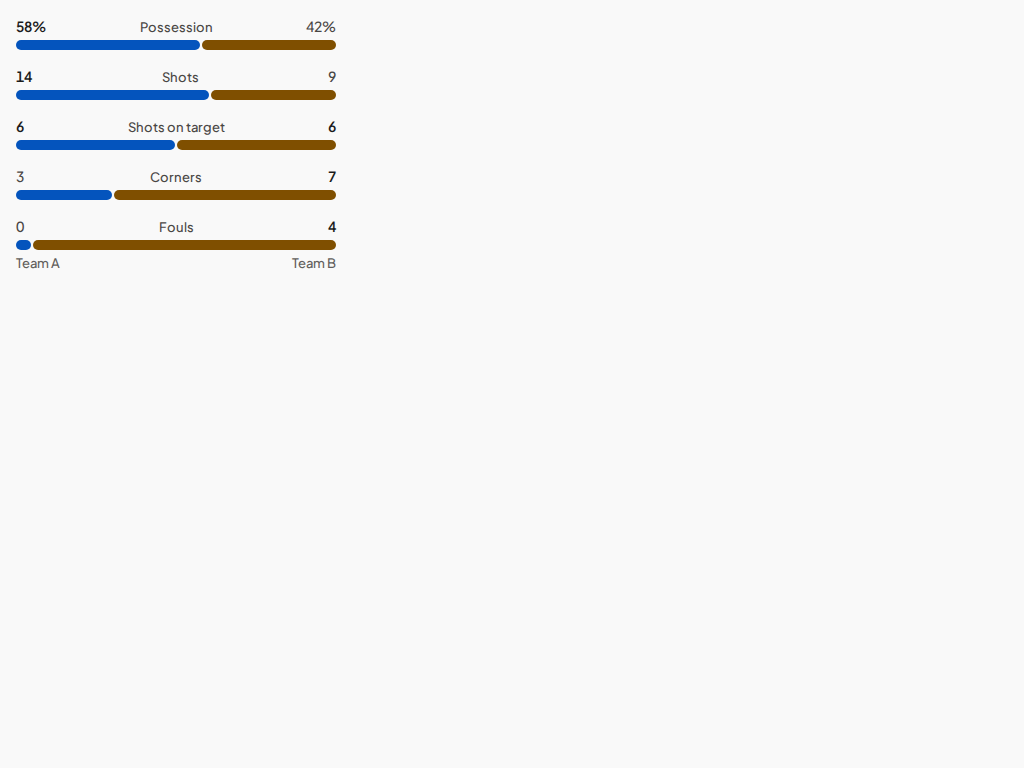 58% Possession 42%
14 Shots 9
6 Shots on target 6
3 Corners 7
0 Fouls 4
Team A Team B